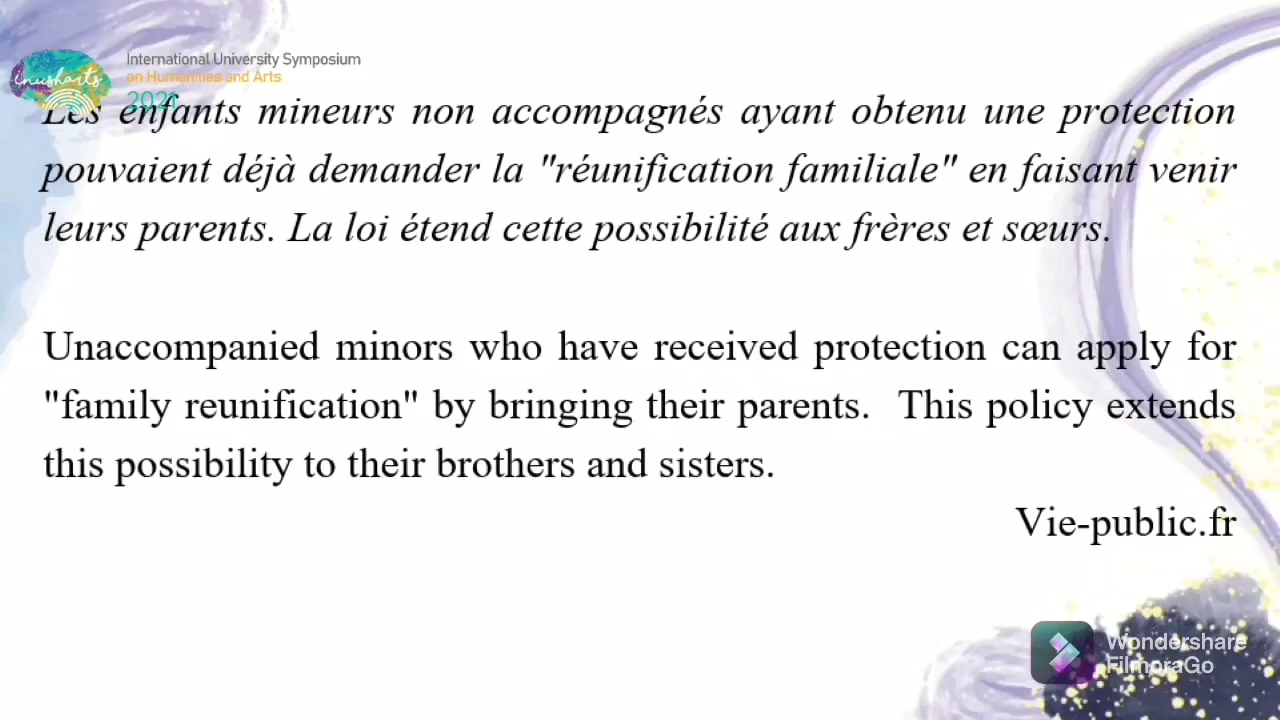 inusharts
International University Symposium
on Humanities and Arts
2021
Les enfants mineurs non accompagnés ayant obtenu une protection
pouvaient déjà demander la "réunification familiale" en faisant venir
leurs parents. La loi étend cette possibilité aux frères et sœurs.
Unaccompanied minors who have received protection can apply for
"family reunification" by bringing their parents. This policy extends
this possibility to their brothers and sisters.
Vie-public.fr
Wondershare
FilmoraGo